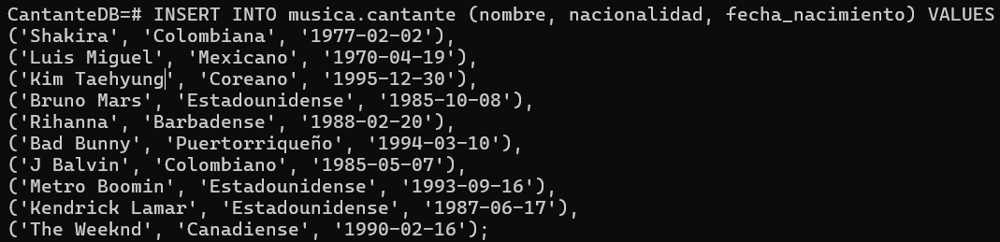 CantanteDB=# INSERT INTO musica.cantante (nombre, nacionalidad, fecha_nacimiento) VALUES
('Shakira', 'Colombiana', '1977-02-02'),
('Luis Miguel', 'Mexicano', '1970-04-19'),
('Kim Taehyung', 'Coreano', '1995-12-30'),
('Bruno Mars', 'Estadounidense', '1985-10-08'),
('Rihanna', 'Barbadense', '1988-02-20'),
('Bad Bunny', 'Puertorriqueño', '1994-03-10'),
('J Balvin', 'Colombiano', '1985-05-07'),
('Metro Boomin', 'Estadounidense', '1993-09-16'),
('Kendrick Lamar', 'Estadounidense', '1987-06-17'),
('The Weeknd', 'Canadiense', '1990-02-16');